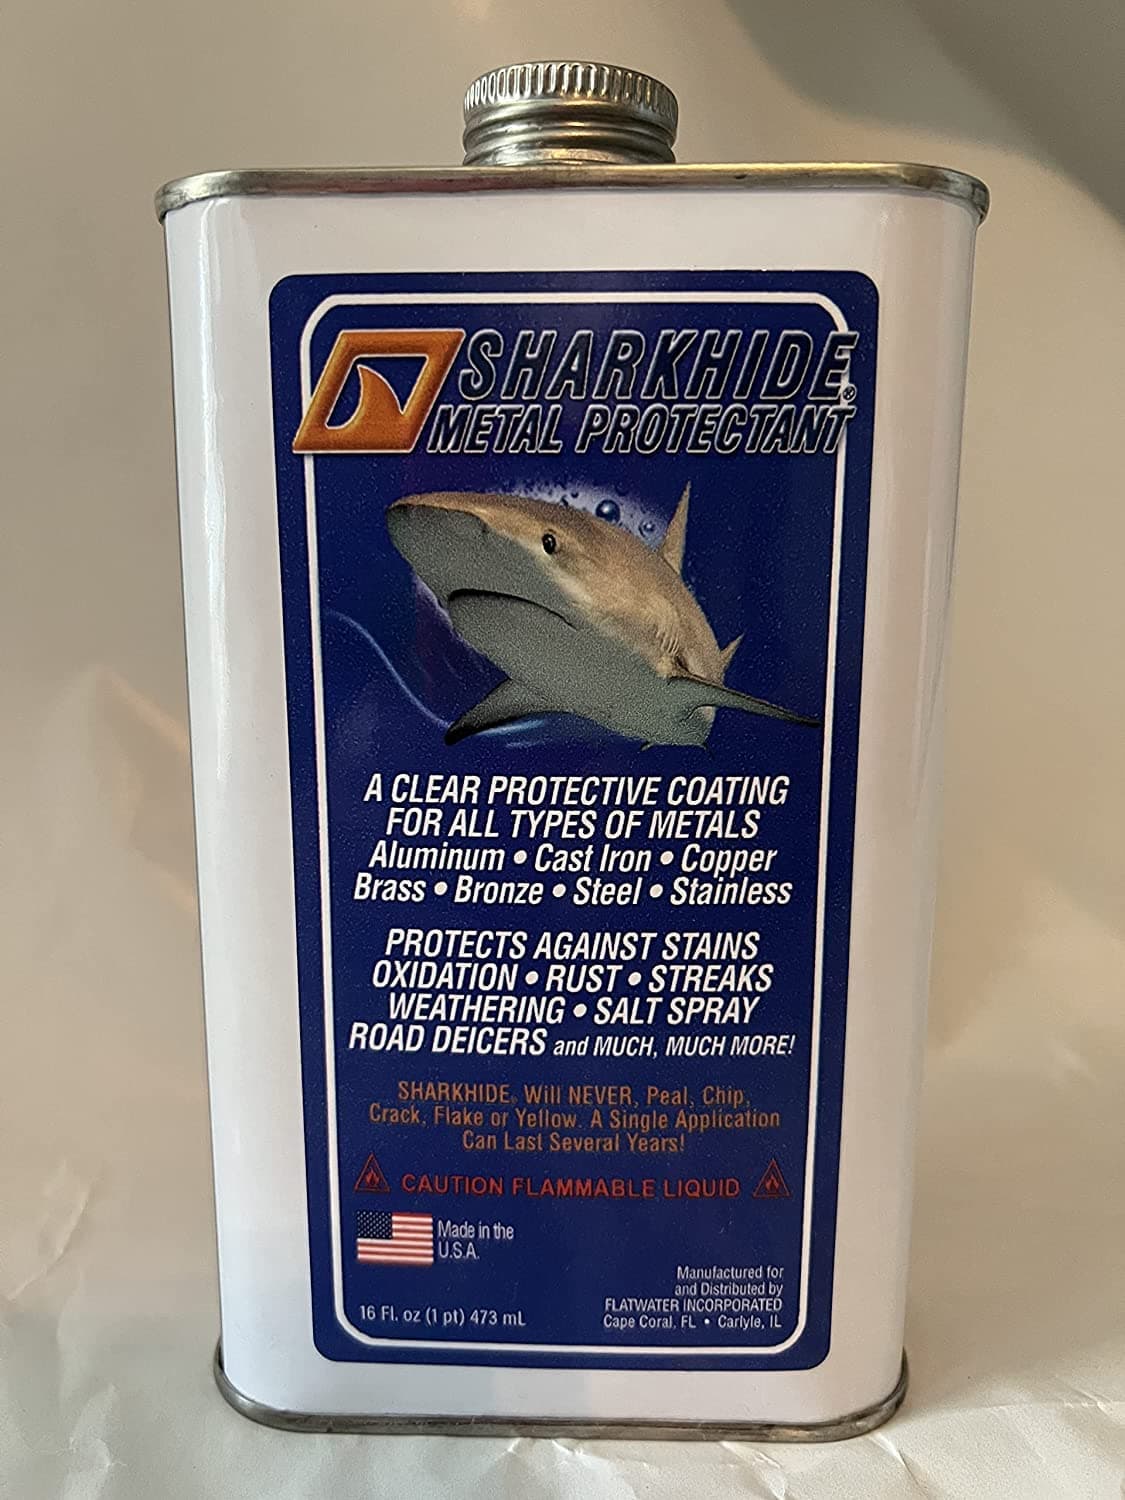 SHARKHIDE®
METAL PROTECTANT
A CLEAR PROTECTIVE COATING
FOR ALL TYPES OF METALS
Aluminum • Cast Iron • Copper
Brass • Bronze • Steel • Stainless
PROTECTS AGAINST STAINS
OXIDATION • RUST • STREAKS
WEATHERING • SALT SPRAY
ROAD DEICERS and MUCH, MUCH MORE!
SHARKHIDE® Will NEVER, Peal, Chip,
Crack, Flake or Yellow. A Single Application
Can Last Several Years!
CAUTION FLAMMABLE LIQUID
Made in the
U.S.A.
Manufactured for
and Distributed by
FLATWATER INCORPORATED
Cape Coral, FL • Carlyle, IL
16 Fl. oz (1 pt) 473 mL